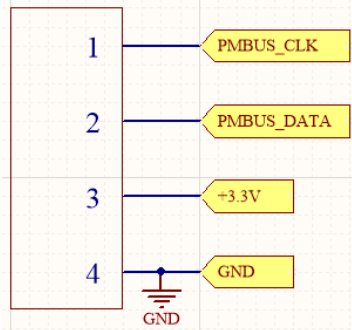 1 PMBUS_CLK
2 PMBUS_DATA
3 +3.3V
4 GND
GND